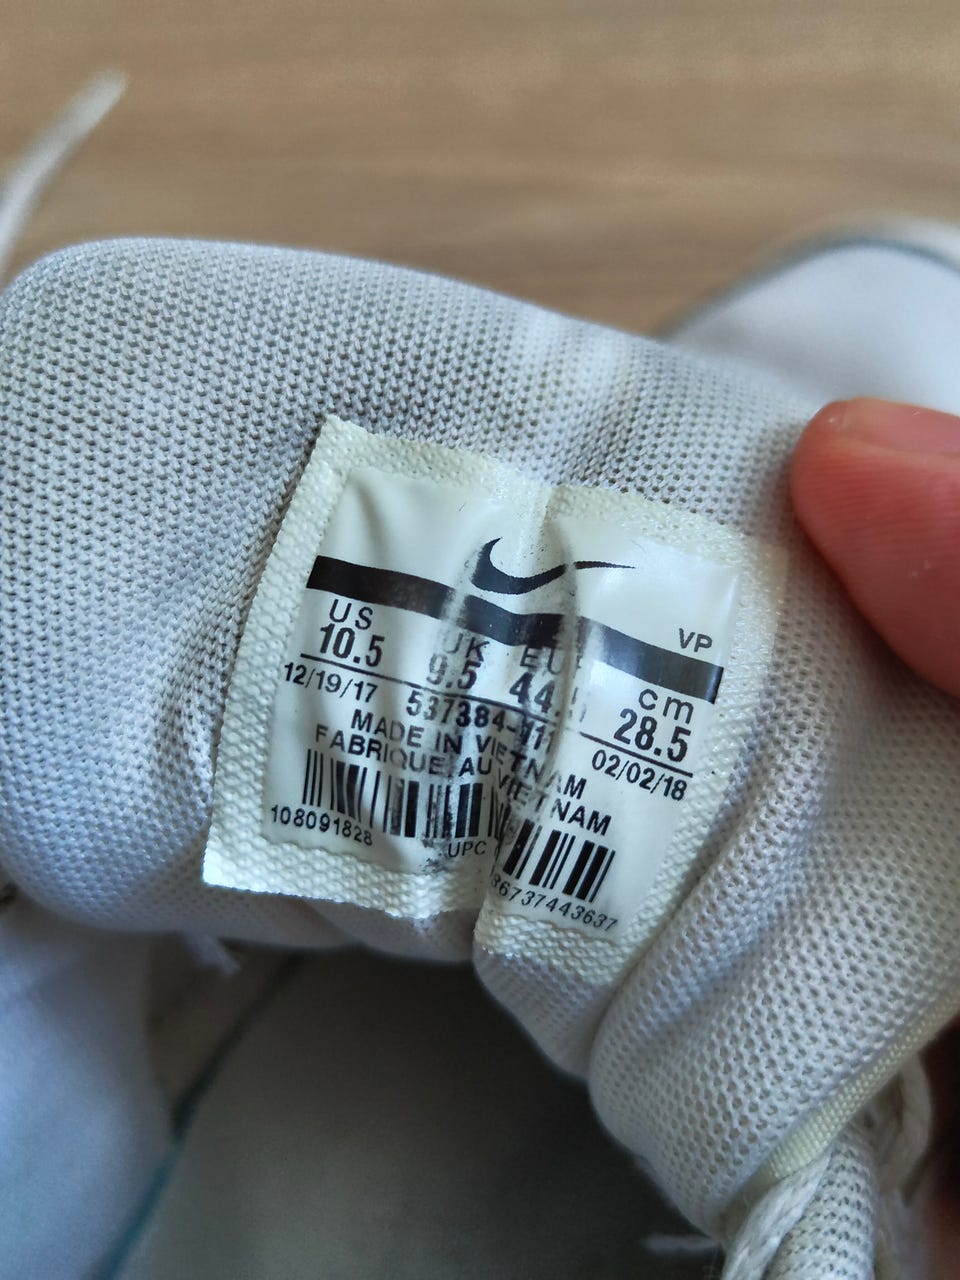 VP
US UK EUR cm
10.5 9.5 44.5 28.5
12/19/17 537384-111 02/02/18
MADE IN VIETNAM
FABRIQUE AU VIETNAM
108091828
UPC